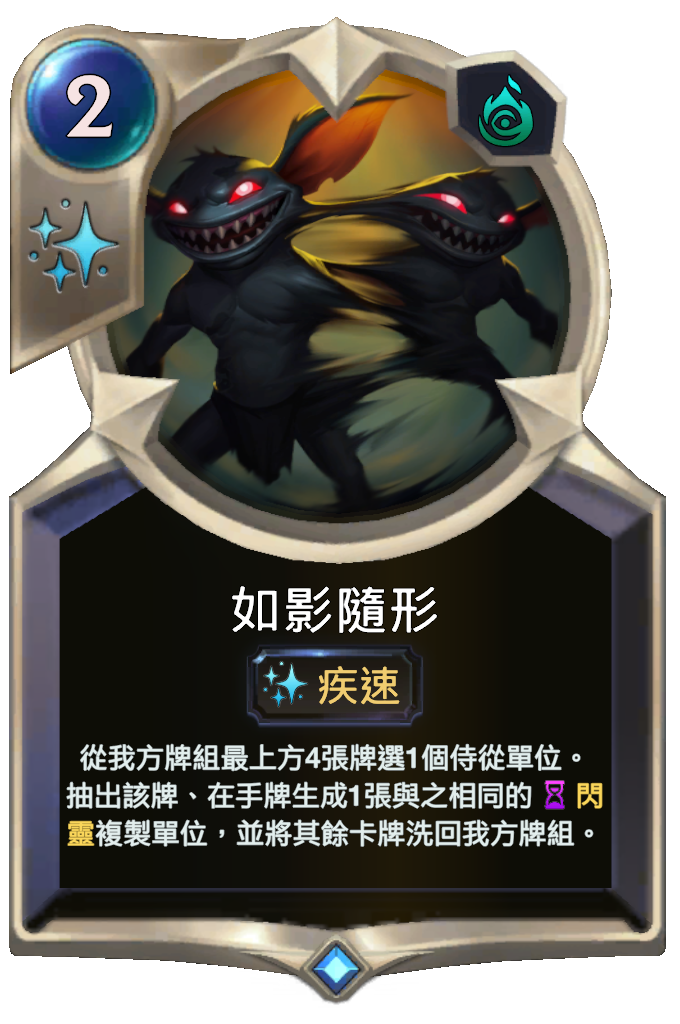 2
如影隨形
疾速
從我方牌組最上方4張牌選1個侍從單位。
抽出該牌、在手牌生成1張與之相同的 閃
靈複製單位，並將其餘卡牌洗回我方牌組。